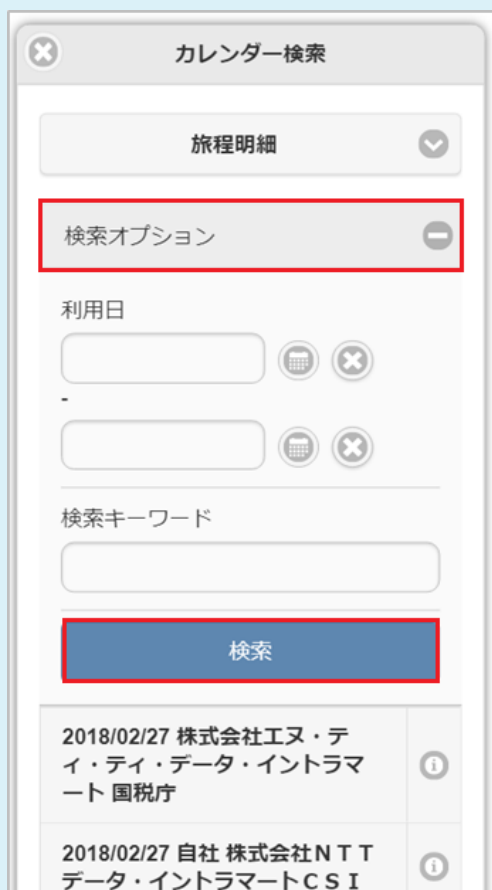 カレンダー検索
旅程明細
検索オプション
利用日
-
検索キーワード
検索
2018/02/27 株式会社エヌ・テ
ィ・ティ・データ・イントラマ
ート 国税庁
2018/02/27 自社 株式会社ＮＴＴ
データ・イントラマートＣＳＩ